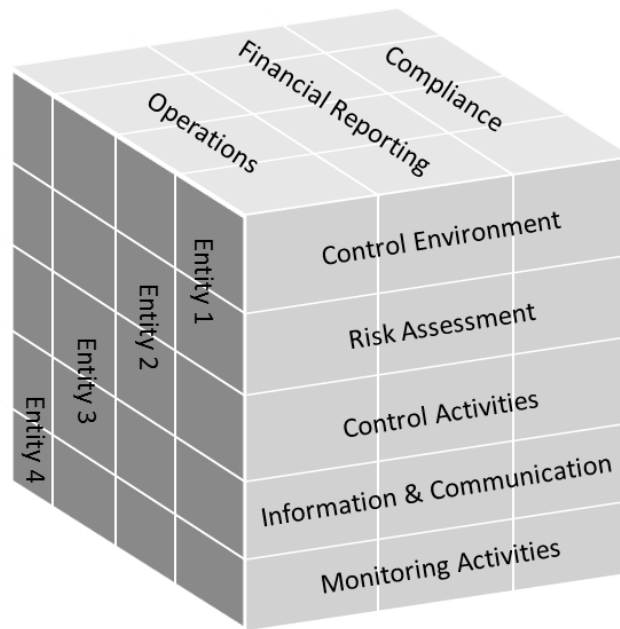 Operations
Financial Reporting
Compliance
Control Environment
Risk Assessment
Control Activities
Information & Communication
Monitoring Activities
Entity 1
Entity 2
Entity 3
Entity 4